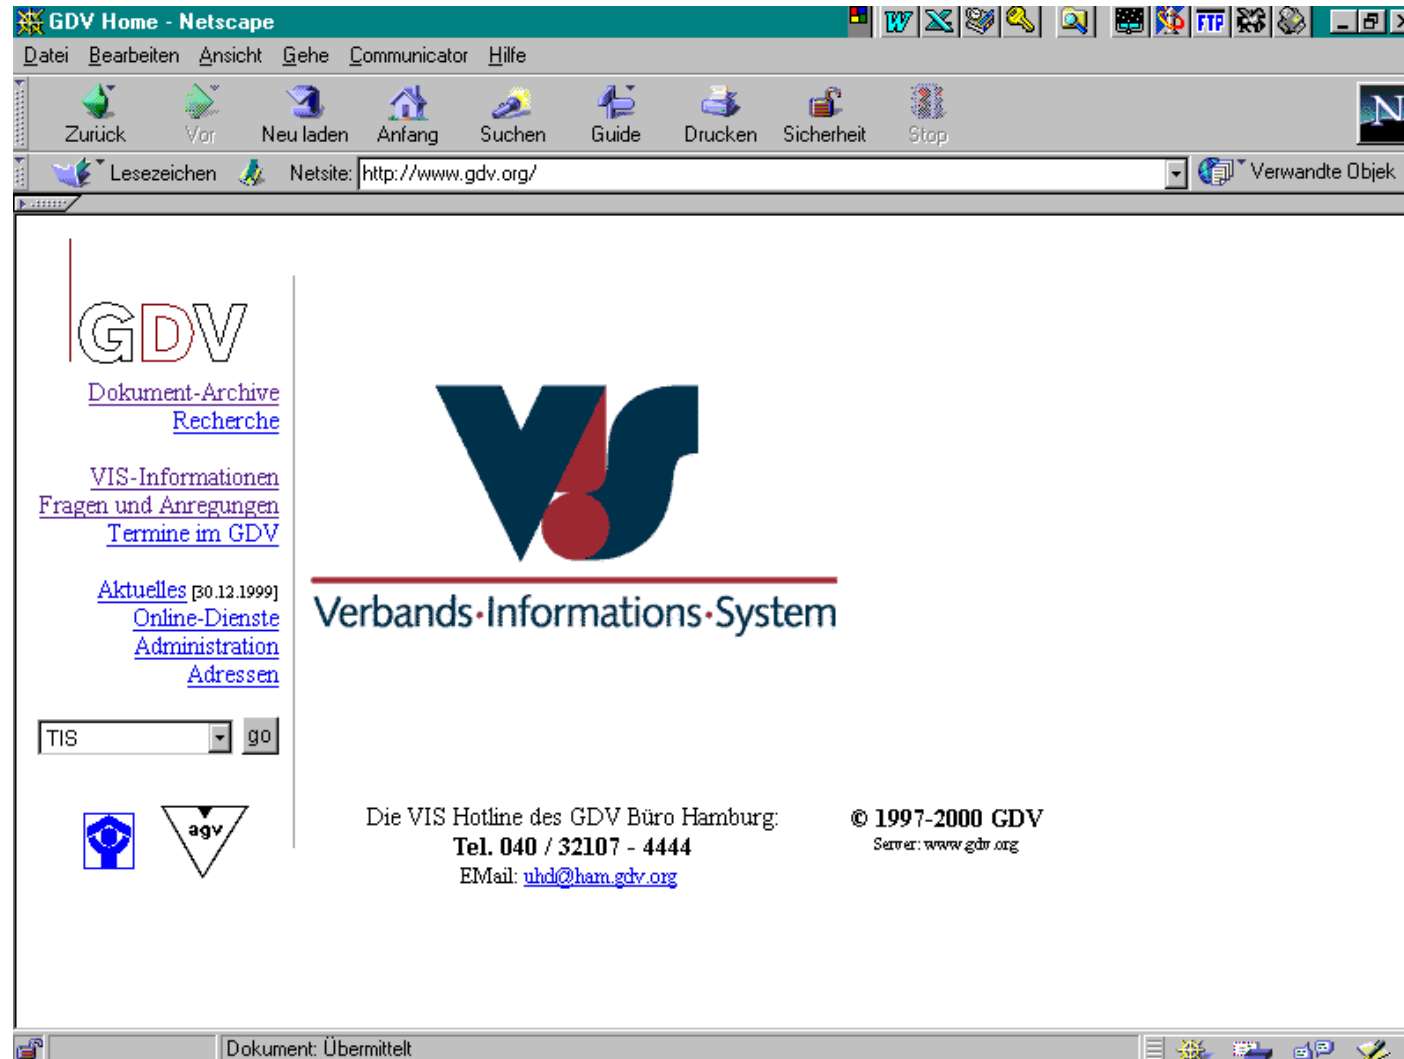 GDV Home - Netscape
FTP
Datei Bearbeiten Ansicht Gehe Communicator Hilfe
Zurück Vor Neu laden Anfang Suchen Guide Drucken Sicherheit Stop
N
Lesezeichen Netsite: http://www.gdv.org/ Verwandte Objek
GDV
Dokument-Archive
Recherche
VIS-Informationen
Fragen und Anregungen
Termine im GDV
Aktuelles [30.12.1999]
Online-Dienste
Administration
Adressen
TIS go
agv
VIS
Verbands·Informations·System
Die VIS Hotline des GDV Büro Hamburg:
Tel. 040 / 32107 - 4444
EMail: uhd@ham.gdv.org
© 1997-2000 GDV
Server: www.gdv.org
Dokument: Übermittelt